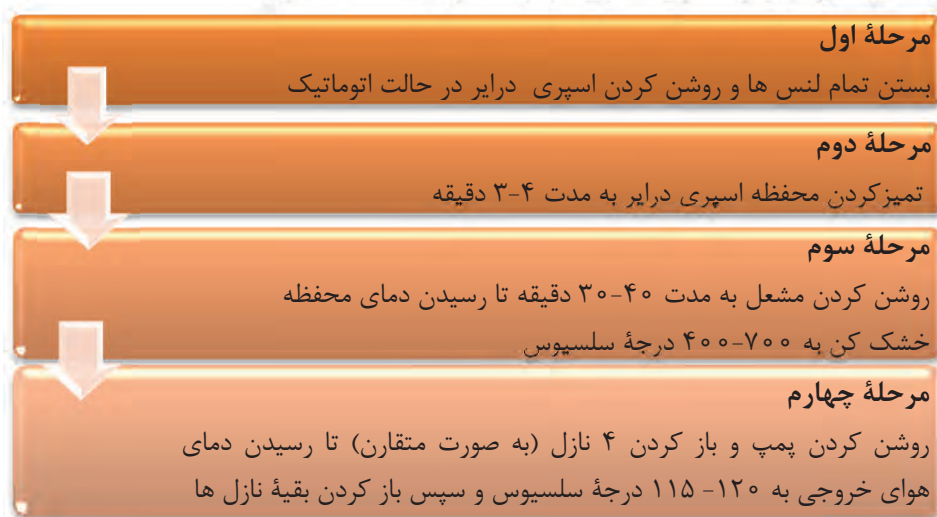 مرحلهٔ اول
بستن تمام لنس ها و روشن کردن اسپری درایر در حالت اتوماتیک
مرحلهٔ دوم
تمیزکردن محفظه اسپری درایر به مدت ۴-۳ دقیقه
مرحلهٔ سوم
روشن کردن مشعل به مدت ۴۰-۳۰ دقیقه تا رسیدن دمای محفظه
خشک کن به ۷۰۰-۴۰۰ درجهٔ سلسیوس
مرحلهٔ چهارم
روشن کردن پمپ و باز کردن ۴ نازل (به صورت متقارن) تا رسیدن دمای
هوای خروجی به ۱۲۰- ۱۱۵ درجهٔ سلسیوس و سپس باز کردن بقیهٔ نازل ها